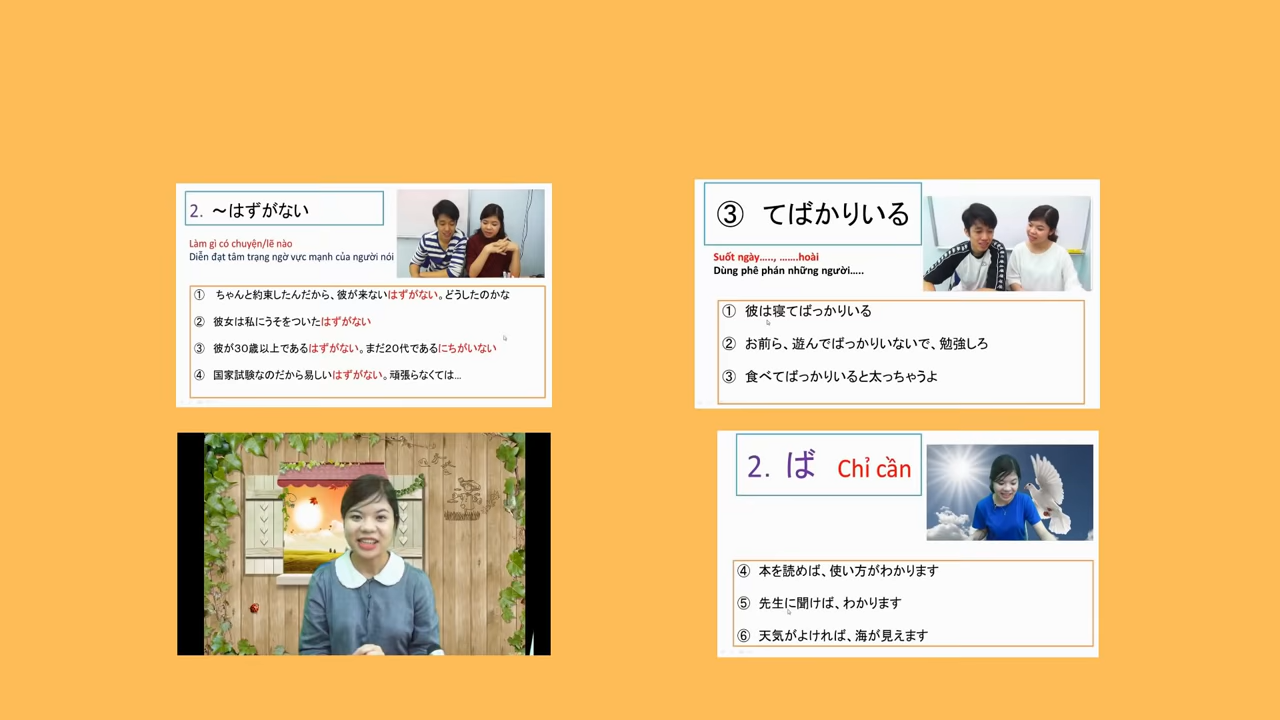 2. ～はずがない
Làm gì có chuyện/lẽ nào
Diễn đạt tâm trạng ngờ vực mạnh của người nói
① ちゃんと約束したんだから、彼が来ないはずがない。どうしたのかな
② 彼女は私にうそをついたはずがない
③ 彼が30歳以上であるはずがない。まだ20代であるにちがいない
④ 国家試験なのだから易しいはずがない。頑張らなくては…
③ てばかりいる
Suốt ngày….., …….hoài
Dùng phê phán những người…..
① 彼は寝てばっかりいる
② お前ら、遊んでばっかりいないで、勉強しろ
③ 食べてばっかりいると太っちゃうよ
2. ば Chỉ cần
④ 本を読めば、使い方がわかります
⑤ 先生に聞けば、わかります
⑥ 天気がよければ、海が見えます